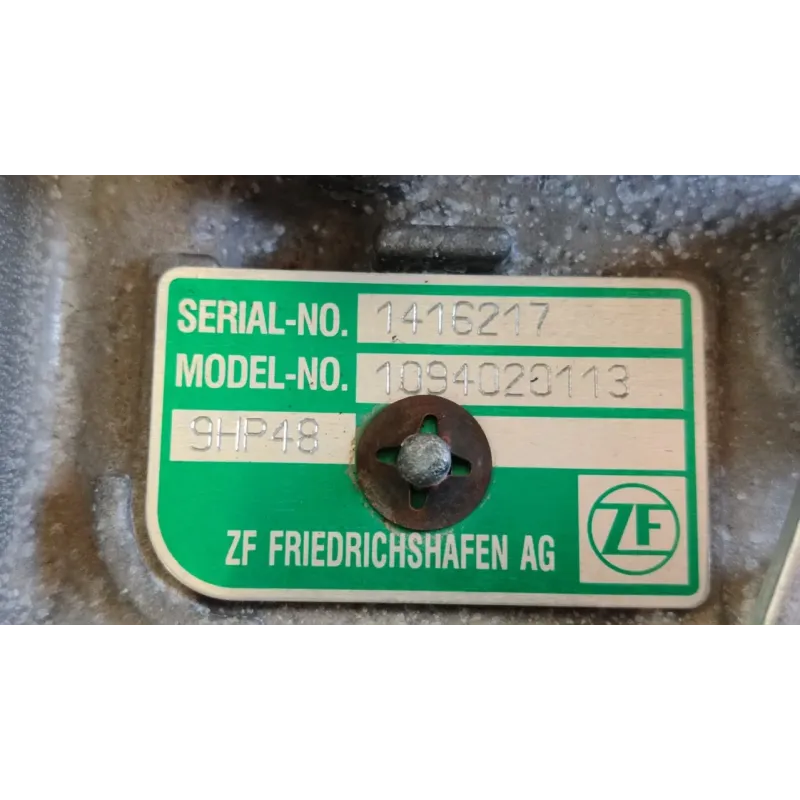 SERIAL-NO. 1416217
MODEL-NO. 1094020113
9HP48
ZF FRIEDRICHSHAFEN AG
ZF